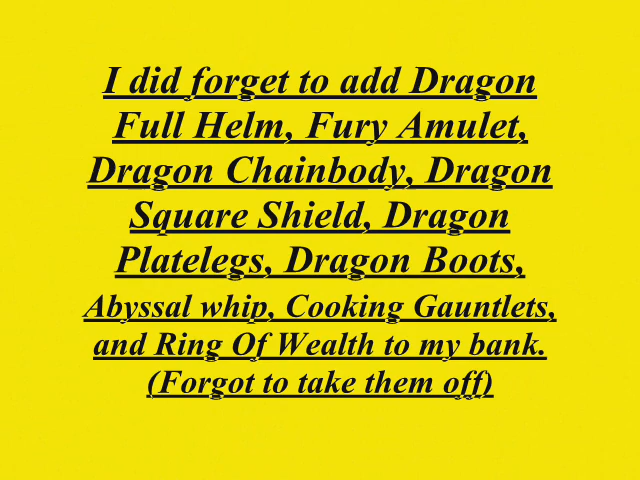 I did forget to add Dragon
Full Helm, Fury Amulet,
Dragon Chainbody, Dragon
Square Shield, Dragon
Platelegs, Dragon Boots,
Abyssal whip, Cooking Gauntlets,
and Ring Of Wealth to my bank.
(Forgot to take them off)